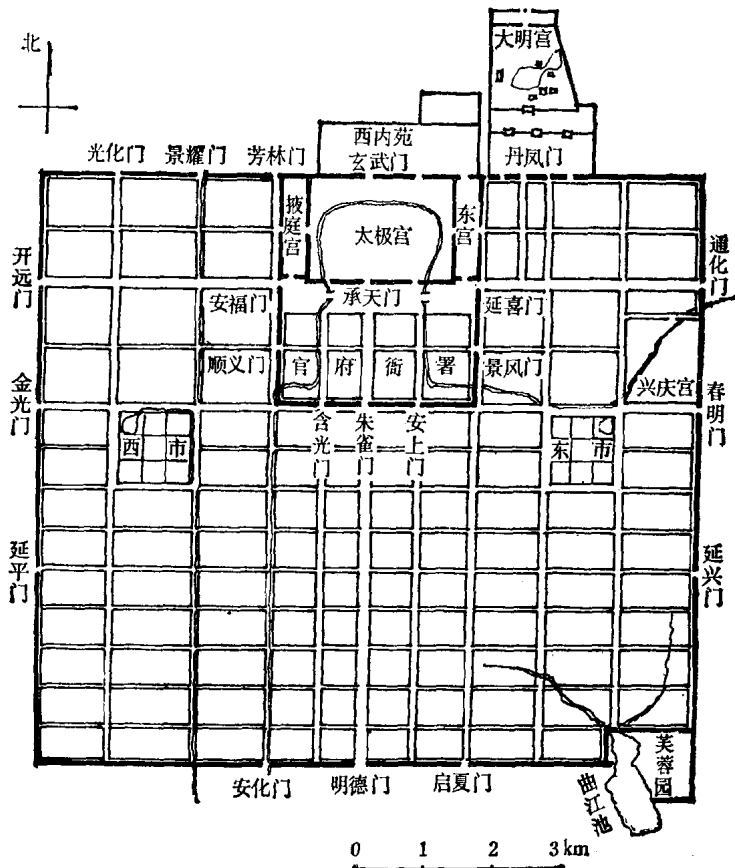 北
大明宫
西内苑
光化门 景耀门 芳林门 玄武门 丹凤门
掖庭宫
太极宫
东宫
开远门
通化门
安福门 承天门 延喜门
顺义门 官府衙署 景风门
兴庆宫
金光门
春明门
含光门
朱雀门
安上门
西市
东市
延平门
延兴门
芙蓉园
曲江池
安化门 明德门 启夏门
0 1 2 3 km